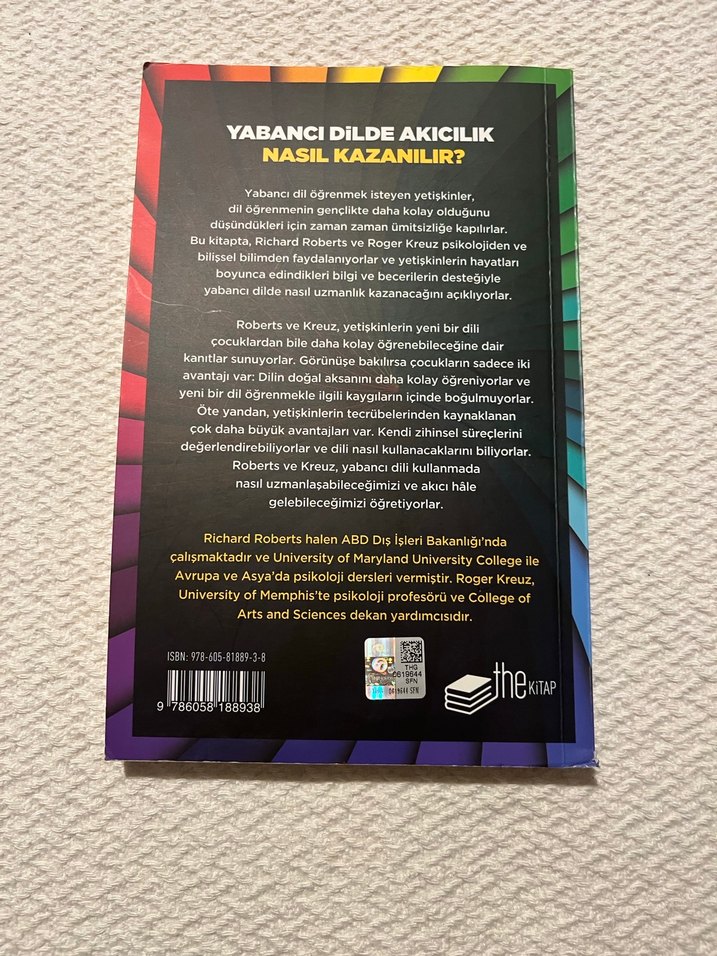 YABANCI DİLDE AKICILIK
NASIL KAZANILIR?
Yabancı dil öğrenmek isteyen yetişkinler,
dil öğrenmenin gençlikte daha kolay olduğunu
düşündükleri için zaman zaman ümitsizliğe kapılırlar.
Bu kitapta, Richard Roberts ve Roger Kreuz psikolojiden ve
bilişsel bilimden faydalanıyorlar ve yetişkinlerin hayatları
boyunca edindikleri bilgi ve becerilerin desteğiyle
yabancı dilde nasıl uzmanlık kazanacağını açıklıyorlar.
Roberts ve Kreuz, yetişkinlerin yeni bir dili
çocuklardan bile daha kolay öğrenebileceğine dair
kanıtlar sunuyorlar. Görünüşe bakılırsa çocukların sadece iki
avantajı var: Dilin doğal aksanını daha kolay öğreniyorlar ve
yeni bir dil öğrenmekle ilgili kaygıların içinde boğulmuyorlar.
Öte yandan, yetişkinlerin tecrübelerinden kaynaklanan
çok daha büyük avantajları var. Kendi zihinsel süreçlerini
değerlendirebiliyorlar ve dili nasıl kullanacaklarını biliyorlar.
Roberts ve Kreuz, yabancı dili kullanmada
nasıl uzmanlaşabileceğimizi ve akıcı hâle
gelebileceğimizi öğretiyorlar.
Richard Roberts halen ABD Dış İşleri Bakanlığı'nda
çalışmaktadır ve University of Maryland University College ile
Avrupa ve Asya'da psikoloji dersleri vermiştir. Roger Kreuz,
University of Memphis'te psikoloji profesörü ve College of
Arts and Sciences dekan yardımcısıdır.
ISBN: 978-605-81889-3-8
9 786058 188938
THG
0619644
SFN
0619644 SFN
the KİTAP